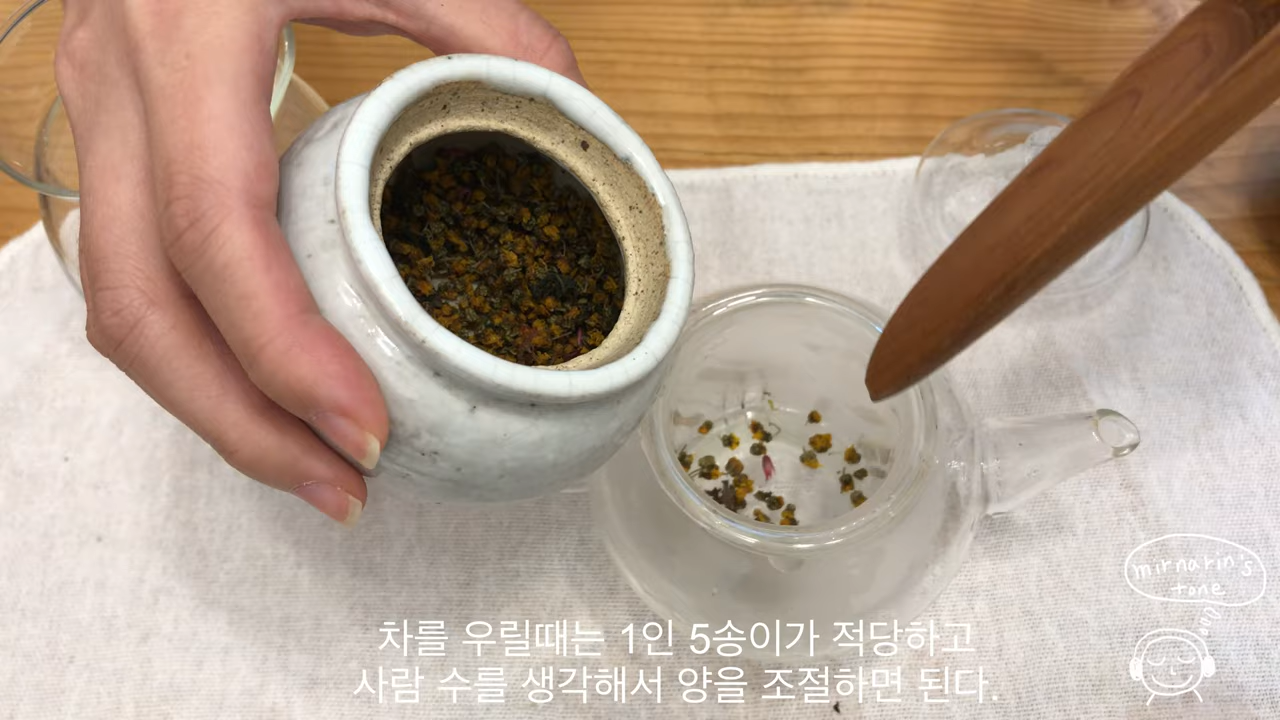 mirnarin's
tone
차를 우릴때는 1인 5송이가 적당하고
사람 수를 생각해서 양을 조절하면 된다.